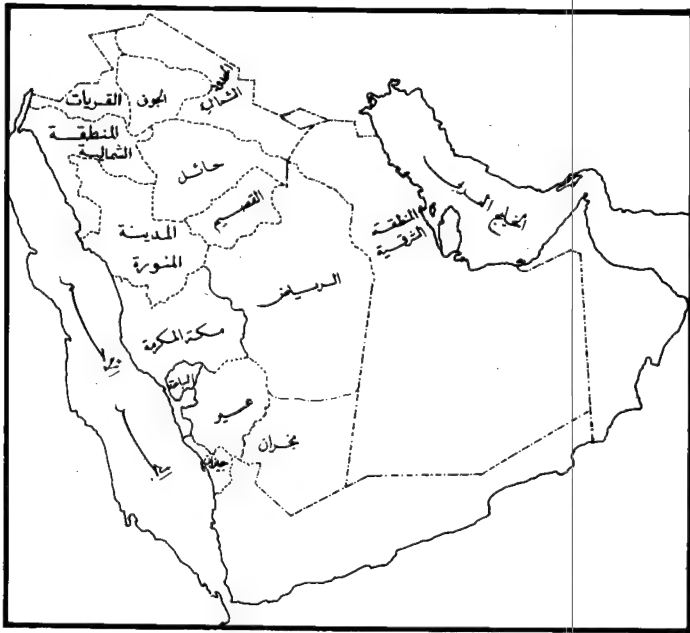 الحدود
الشمالية
القريات
الجوف
المنطقة
الشمالية
حائل
القصيم
المدينة
المنورة
المنطقة
الشرقية
الخليج العربي
الرياض
مكة المكرمة
الباحة
عسير
نجران
جيزان